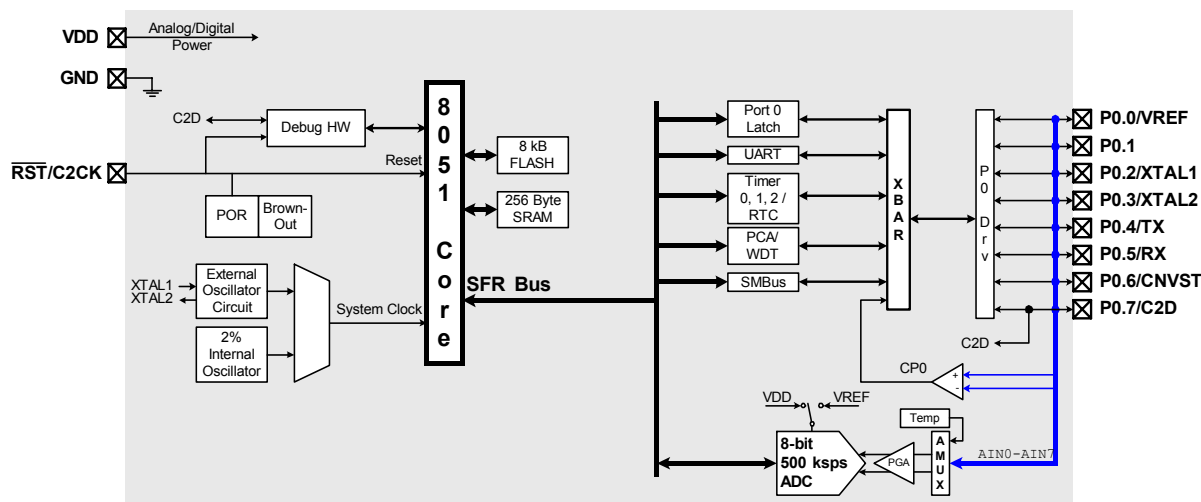 VDD
Analog/Digital
Power
GND
C2D
Debug HW
RST/C2CK
Reset
POR
Brown-
Out
XTAL1
XTAL2
External
Oscillator
Circuit
2%
Internal
Oscillator
System Clock
8
0
5
1
C
o
r
e
8 kB
FLASH
256 Byte
SRAM
SFR Bus
Port 0
Latch
UART
Timer
0, 1, 2 /
RTC
PCA/
WDT
SMBus
X
B
A
R
P
0
D
r
v
P0.0/VREF
P0.1
P0.2/XTAL1
P0.3/XTAL2
P0.4/TX
P0.5/RX
P0.6/CNVST
P0.7/C2D
C2D
CP0
+
-
VDD
VREF
Temp
8-bit
500 ksps
ADC
PGA
A
M
U
X
AIN0-AIN7